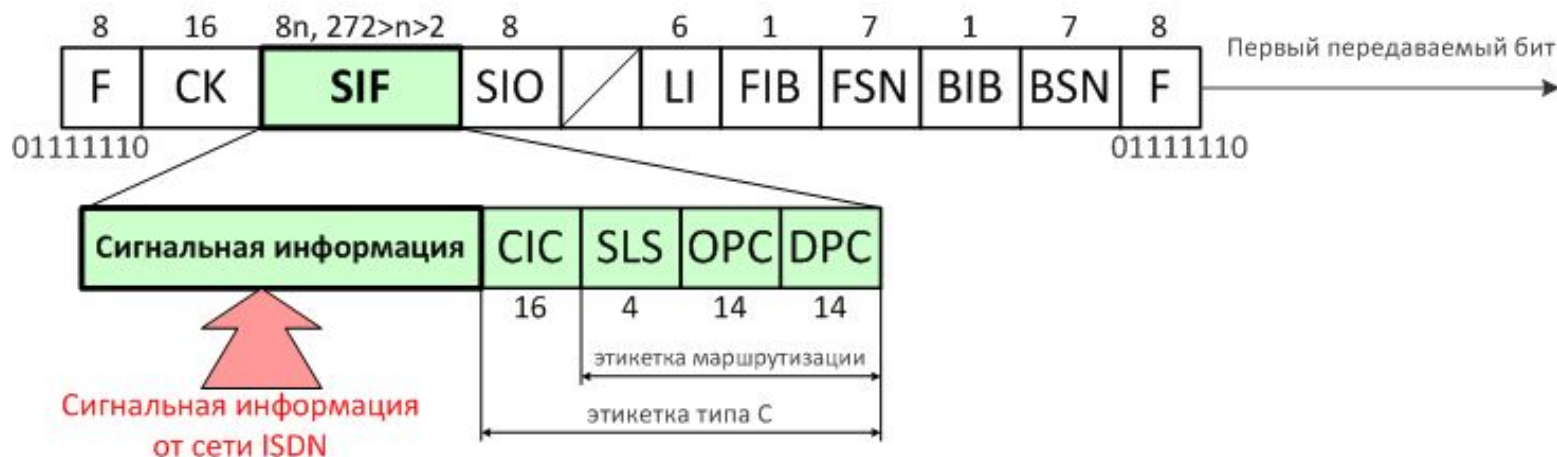 8 16 8n, 272>n>2 8 6 1 7 1 7 8
Первый передаваемый бит
F CK SIF SIO LI FIB FSN BIB BSN F
01111110 01111110
Сигнальная информация CIC SLS OPC DPC
16 4 14 14
этикетка маршрутизации
Сигнальная информация
этикетка типа С
от сети ISDN